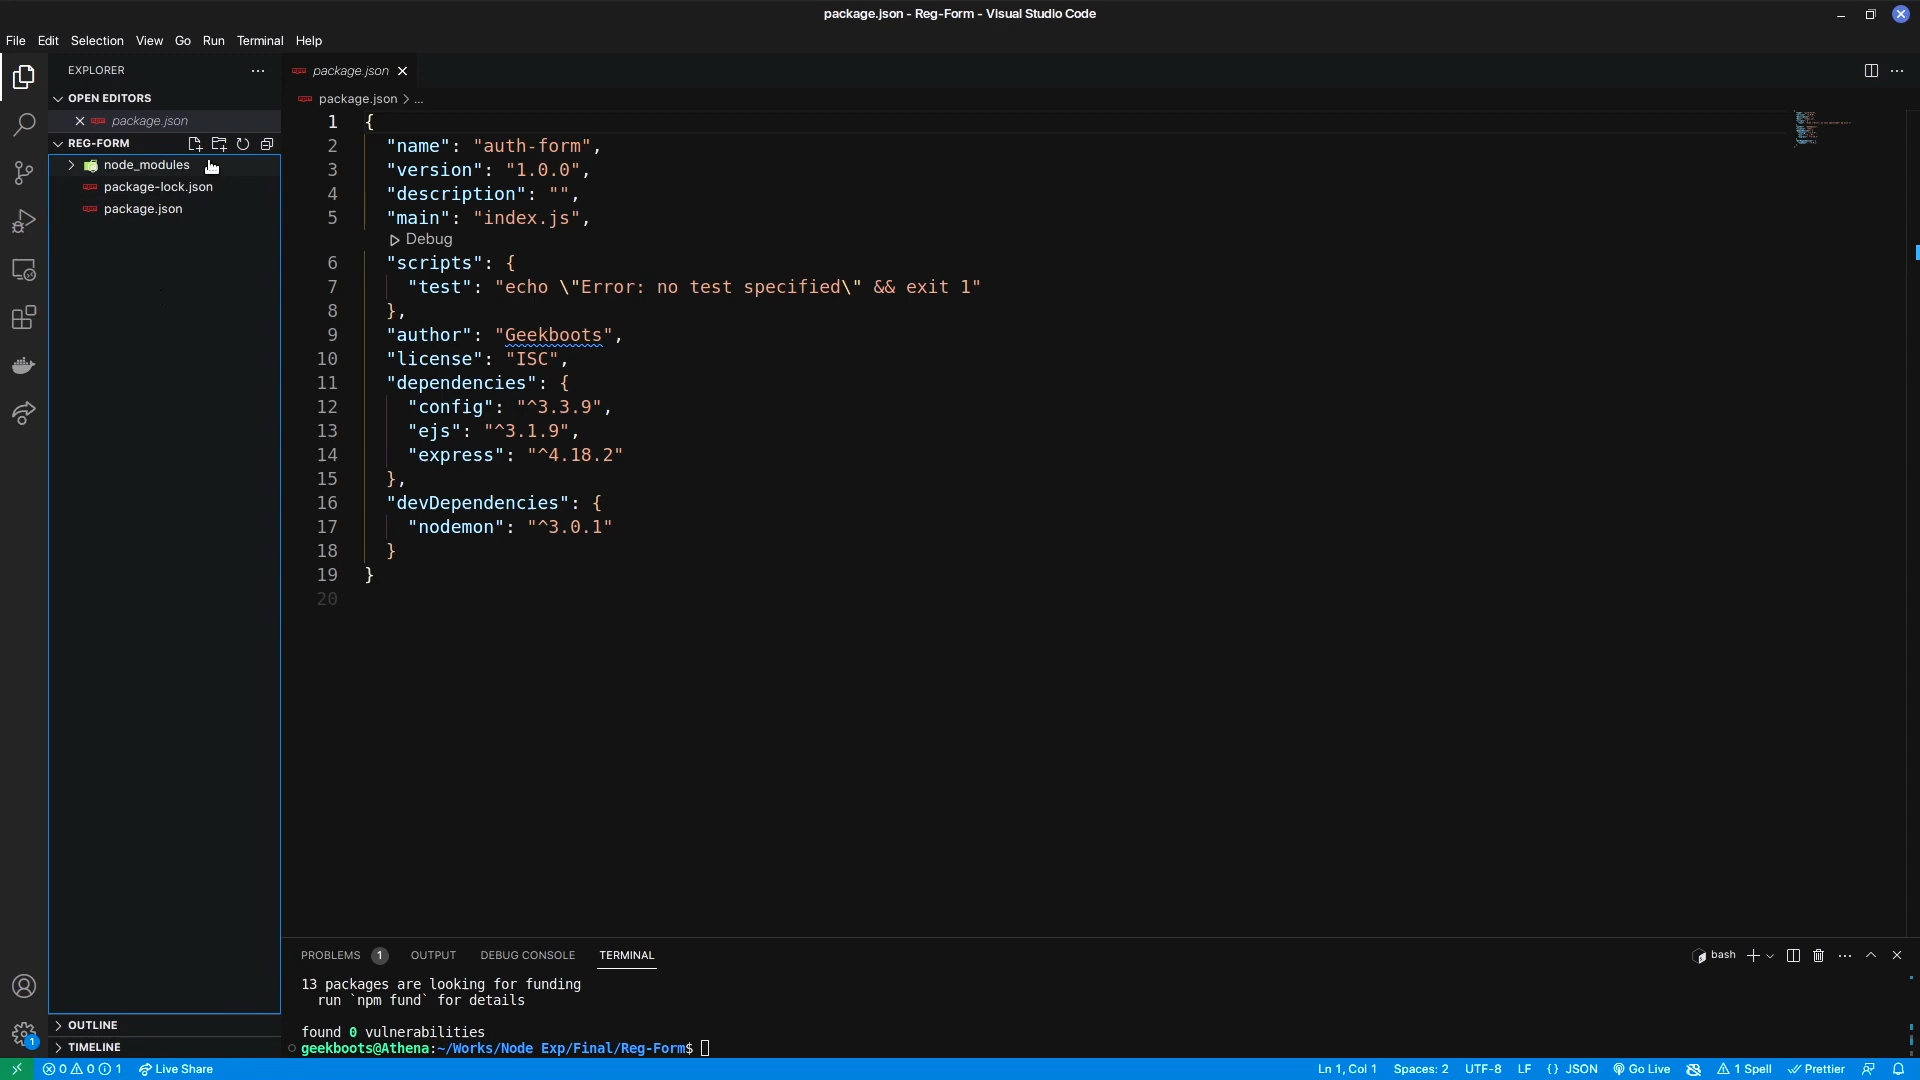 package.json - Reg-Form - Visual Studio Code
File Edit Selection View Go Run Terminal Help
EXPLORER
OPEN EDITORS
package.json
REG-FORM
node_modules
package-lock.json
package.json
OUTLINE
TIMELINE
package.json
package.json > ...
1 {
2 "name": "auth-form",
3 "version": "1.0.0",
4 "description": "",
5 "main": "index.js",
Debug
6 "scripts": {
7 "test": "echo \"Error: no test specified\" && exit 1"
8 },
9 "author": "Geekboots",
10 "license": "ISC",
11 "dependencies": {
12 "config": "^3.3.9",
13 "ejs": "^3.1.9",
14 "express": "^4.18.2"
15 },
16 "devDependencies": {
17 "nodemon": "^3.0.1"
18 }
19 }
20
PROBLEMS 1 OUTPUT DEBUG CONSOLE TERMINAL
bash
13 packages are looking for funding
run `npm fund` for details
found 0 vulnerabilities
geekboots@Athena:~/Works/Node Exp/Final/Reg-Form$
1
0 0 1 Live Share
Ln 1, Col 1 Spaces: 2 UTF-8 LF {} JSON Go Live 1 Spell Prettier